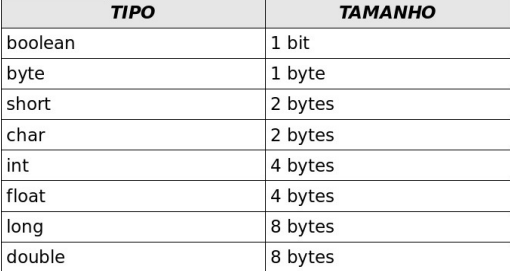 TIPO TAMANHO
boolean 1 bit
byte 1 byte
short 2 bytes
char 2 bytes
int 4 bytes
float 4 bytes
long 8 bytes
double 8 bytes